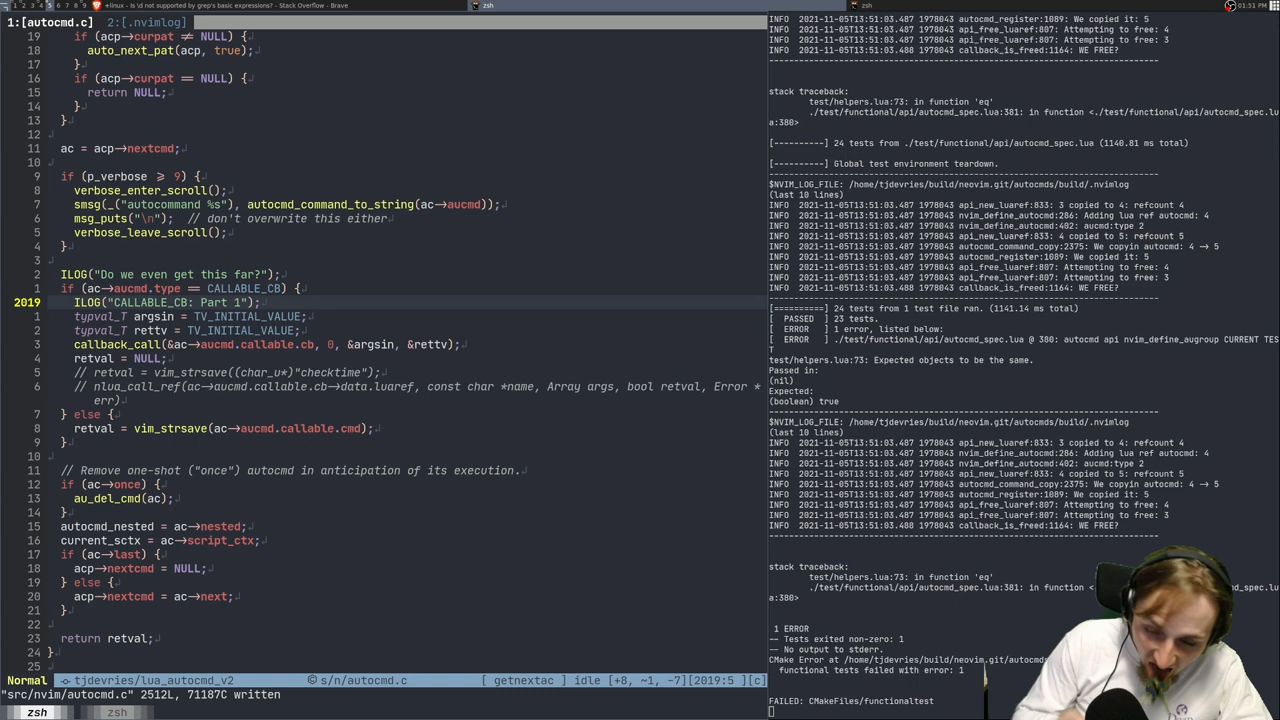 1 2 3 4 5 6 7 8 9 +linux - Is \d not supported by grep's basic expressions? - Stack Overflow - Brave
zsh
zsh
01:51 PM
1:[autocmd.c]  2:[.nvimlog]
19 if (acp→curpat ≠ NULL) {
18 auto_next_pat(acp, true);
17 }
16 if (acp→curpat == NULL) {
15 return NULL;
14 }
13 }
12
11 ac = acp→nextcmd;
10
9 if (p_verbose ≥ 9) {
8 verbose_enter_scroll();
7 smsg(_("autocommand %s"), autocmd_command_to_string(ac→aucmd));
6 msg_puts("\n");  // don't overwrite this either
5 verbose_leave_scroll();
4 }
3
2 ILOG("Do we even get this far?");
1 if (ac→aucmd.type == CALLABLE_CB) {
2019 ILOG("CALLABLE_CB: Part 1");
1 typval_T argsin = TV_INITIAL_VALUE;
2 typval_T rettv = TV_INITIAL_VALUE;
3 callback_call(&ac→aucmd.callable.cb, 0, &argsin, &rettv);
4 retval = NULL;
5 // retval = vim_strsave((char_u*)"checktime");
6 // nlua_call_ref(ac→aucmd.callable.cb→data.luaref, const char *name, Array args, bool retval, Error *
err)
7 } else {
8 retval = vim_strsave(ac→aucmd.callable.cmd);
9 }
10
11 // Remove one-shot ("once") autocmd in anticipation of its execution.
12 if (ac→once) {
13 au_del_cmd(ac);
14 }
15 autocmd_nested = ac→nested;
16 current_sctx = ac→script_ctx;
17 if (ac→last) {
18 acp→nextcmd = NULL;
19 } else {
20 acp→nextcmd = ac→next;
21 }
22
23 return retval;
24 }
25
Normal tjdevries/lua_autocmd_v2 © s/n/autocmd.c [ getnextac] idle [+8, ~1, -7][2019:5 ][c]
"src/nvim/autocmd.c" 2512L, 71187C written
zsh zsh
INFO  2021-11-05T13:51:03.487 1978043 autocmd_register:1089: We copied it: 5
INFO  2021-11-05T13:51:03.487 1978043 api_free_luaref:807: Attempting to free: 4
INFO  2021-11-05T13:51:03.487 1978043 api_free_luaref:807: Attempting to free: 3
INFO  2021-11-05T13:51:03.488 1978043 callback_is_freed:1164: WE FREE?
--------------------------------------------------------------------------------
stack traceback:
test/helpers.lua:73: in function 'eq'
./test/functional/api/autocmd_spec.lua:381: in function <./test/functional/api/autocmd_spec.lu
a:380>
[----------] 24 tests from ./test/functional/api/autocmd_spec.lua (1140.81 ms total)
[----------] Global test environment teardown.
--------------------------------------------------------------------------------
$NVIM_LOG_FILE: /home/tjdevries/build/neovim.git/autocmds/build/.nvimlog
(last 10 lines)
INFO  2021-11-05T13:51:03.487 1978043 api_new_luaref:833: 3 copied to 4: refcount 4
INFO  2021-11-05T13:51:03.487 1978043 nvim_define_autocmd:286: Adding lua ref autocmd: 4
INFO  2021-11-05T13:51:03.487 1978043 nvim_define_autocmd:402: aucmd:type 2
INFO  2021-11-05T13:51:03.487 1978043 api_new_luaref:833: 4 copied to 5: refcount 5
INFO  2021-11-05T13:51:03.487 1978043 autocmd_command_copy:2375: We copyin autocmd: 4 → 5
INFO  2021-11-05T13:51:03.487 1978043 autocmd_register:1089: We copied it: 5
INFO  2021-11-05T13:51:03.487 1978043 api_free_luaref:807: Attempting to free: 4
INFO  2021-11-05T13:51:03.487 1978043 api_free_luaref:807: Attempting to free: 3
INFO  2021-11-05T13:51:03.488 1978043 callback_is_freed:1164: WE FREE?
--------------------------------------------------------------------------------
[==========] 24 tests from 1 test file ran. (1141.14 ms total)
[  PASSED  ] 23 tests.
[  ERROR   ] 1 error, listed below:
[  ERROR   ] ./test/functional/api/autocmd_spec.lua @ 380: autocmd api nvim_define_augroup CURRENT TES
T
test/helpers.lua:73: Expected objects to be the same.
Passed in:
(nil)
Expected:
(boolean) true
--------------------------------------------------------------------------------
$NVIM_LOG_FILE: /home/tjdevries/build/neovim.git/autocmds/build/.nvimlog
(last 10 lines)
INFO  2021-11-05T13:51:03.487 1978043 api_new_luaref:833: 3 copied to 4: refcount 4
INFO  2021-11-05T13:51:03.487 1978043 nvim_define_autocmd:286: Adding lua ref autocmd: 4
INFO  2021-11-05T13:51:03.487 1978043 nvim_define_autocmd:402: aucmd:type 2
INFO  2021-11-05T13:51:03.487 1978043 api_new_luaref:833: 4 copied to 5: refcount 5
INFO  2021-11-05T13:51:03.487 1978043 autocmd_command_copy:2375: We copyin autocmd: 4 → 5
INFO  2021-11-05T13:51:03.487 1978043 autocmd_register:1089: We copied it: 5
INFO  2021-11-05T13:51:03.487 1978043 api_free_luaref:807: Attempting to free: 4
INFO  2021-11-05T13:51:03.487 1978043 api_free_luaref:807: Attempting to free: 3
INFO  2021-11-05T13:51:03.488 1978043 callback_is_freed:1164: WE FREE?
--------------------------------------------------------------------------------
stack traceback:
test/helpers.lua:73: in function 'eq'
./test/functional/api/autocmd_spec.lua:381: in function < /autocmd_spec.lu
a:380>
1 ERROR
-- Tests exited non-zero: 1
-- No output to stderr.
CMake Error at /home/tjdevries/build/neovim.git/autocmds
functional tests failed with error: 1
FAILED: CMakeFiles/functionaltest